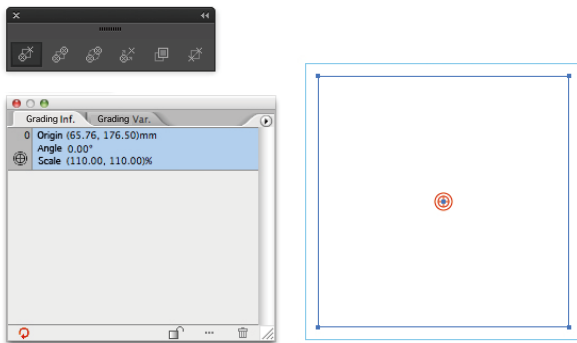 Grading Inf.
Grading Var.
0
Origin (65.76, 176.50)mm
Angle 0.00°
Scale (110.00, 110.00)%